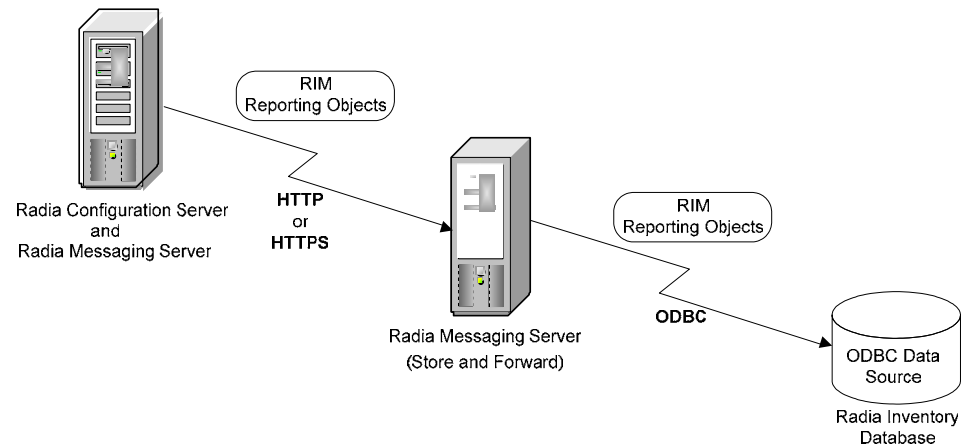 RIM
Reporting Objects
HTTP
or
HTTPS
Radia Configuration Server
and
Radia Messaging Server
RIM
Reporting Objects
ODBC
Radia Messaging Server
(Store and Forward)
ODBC Data
Source
Radia Inventory
Database